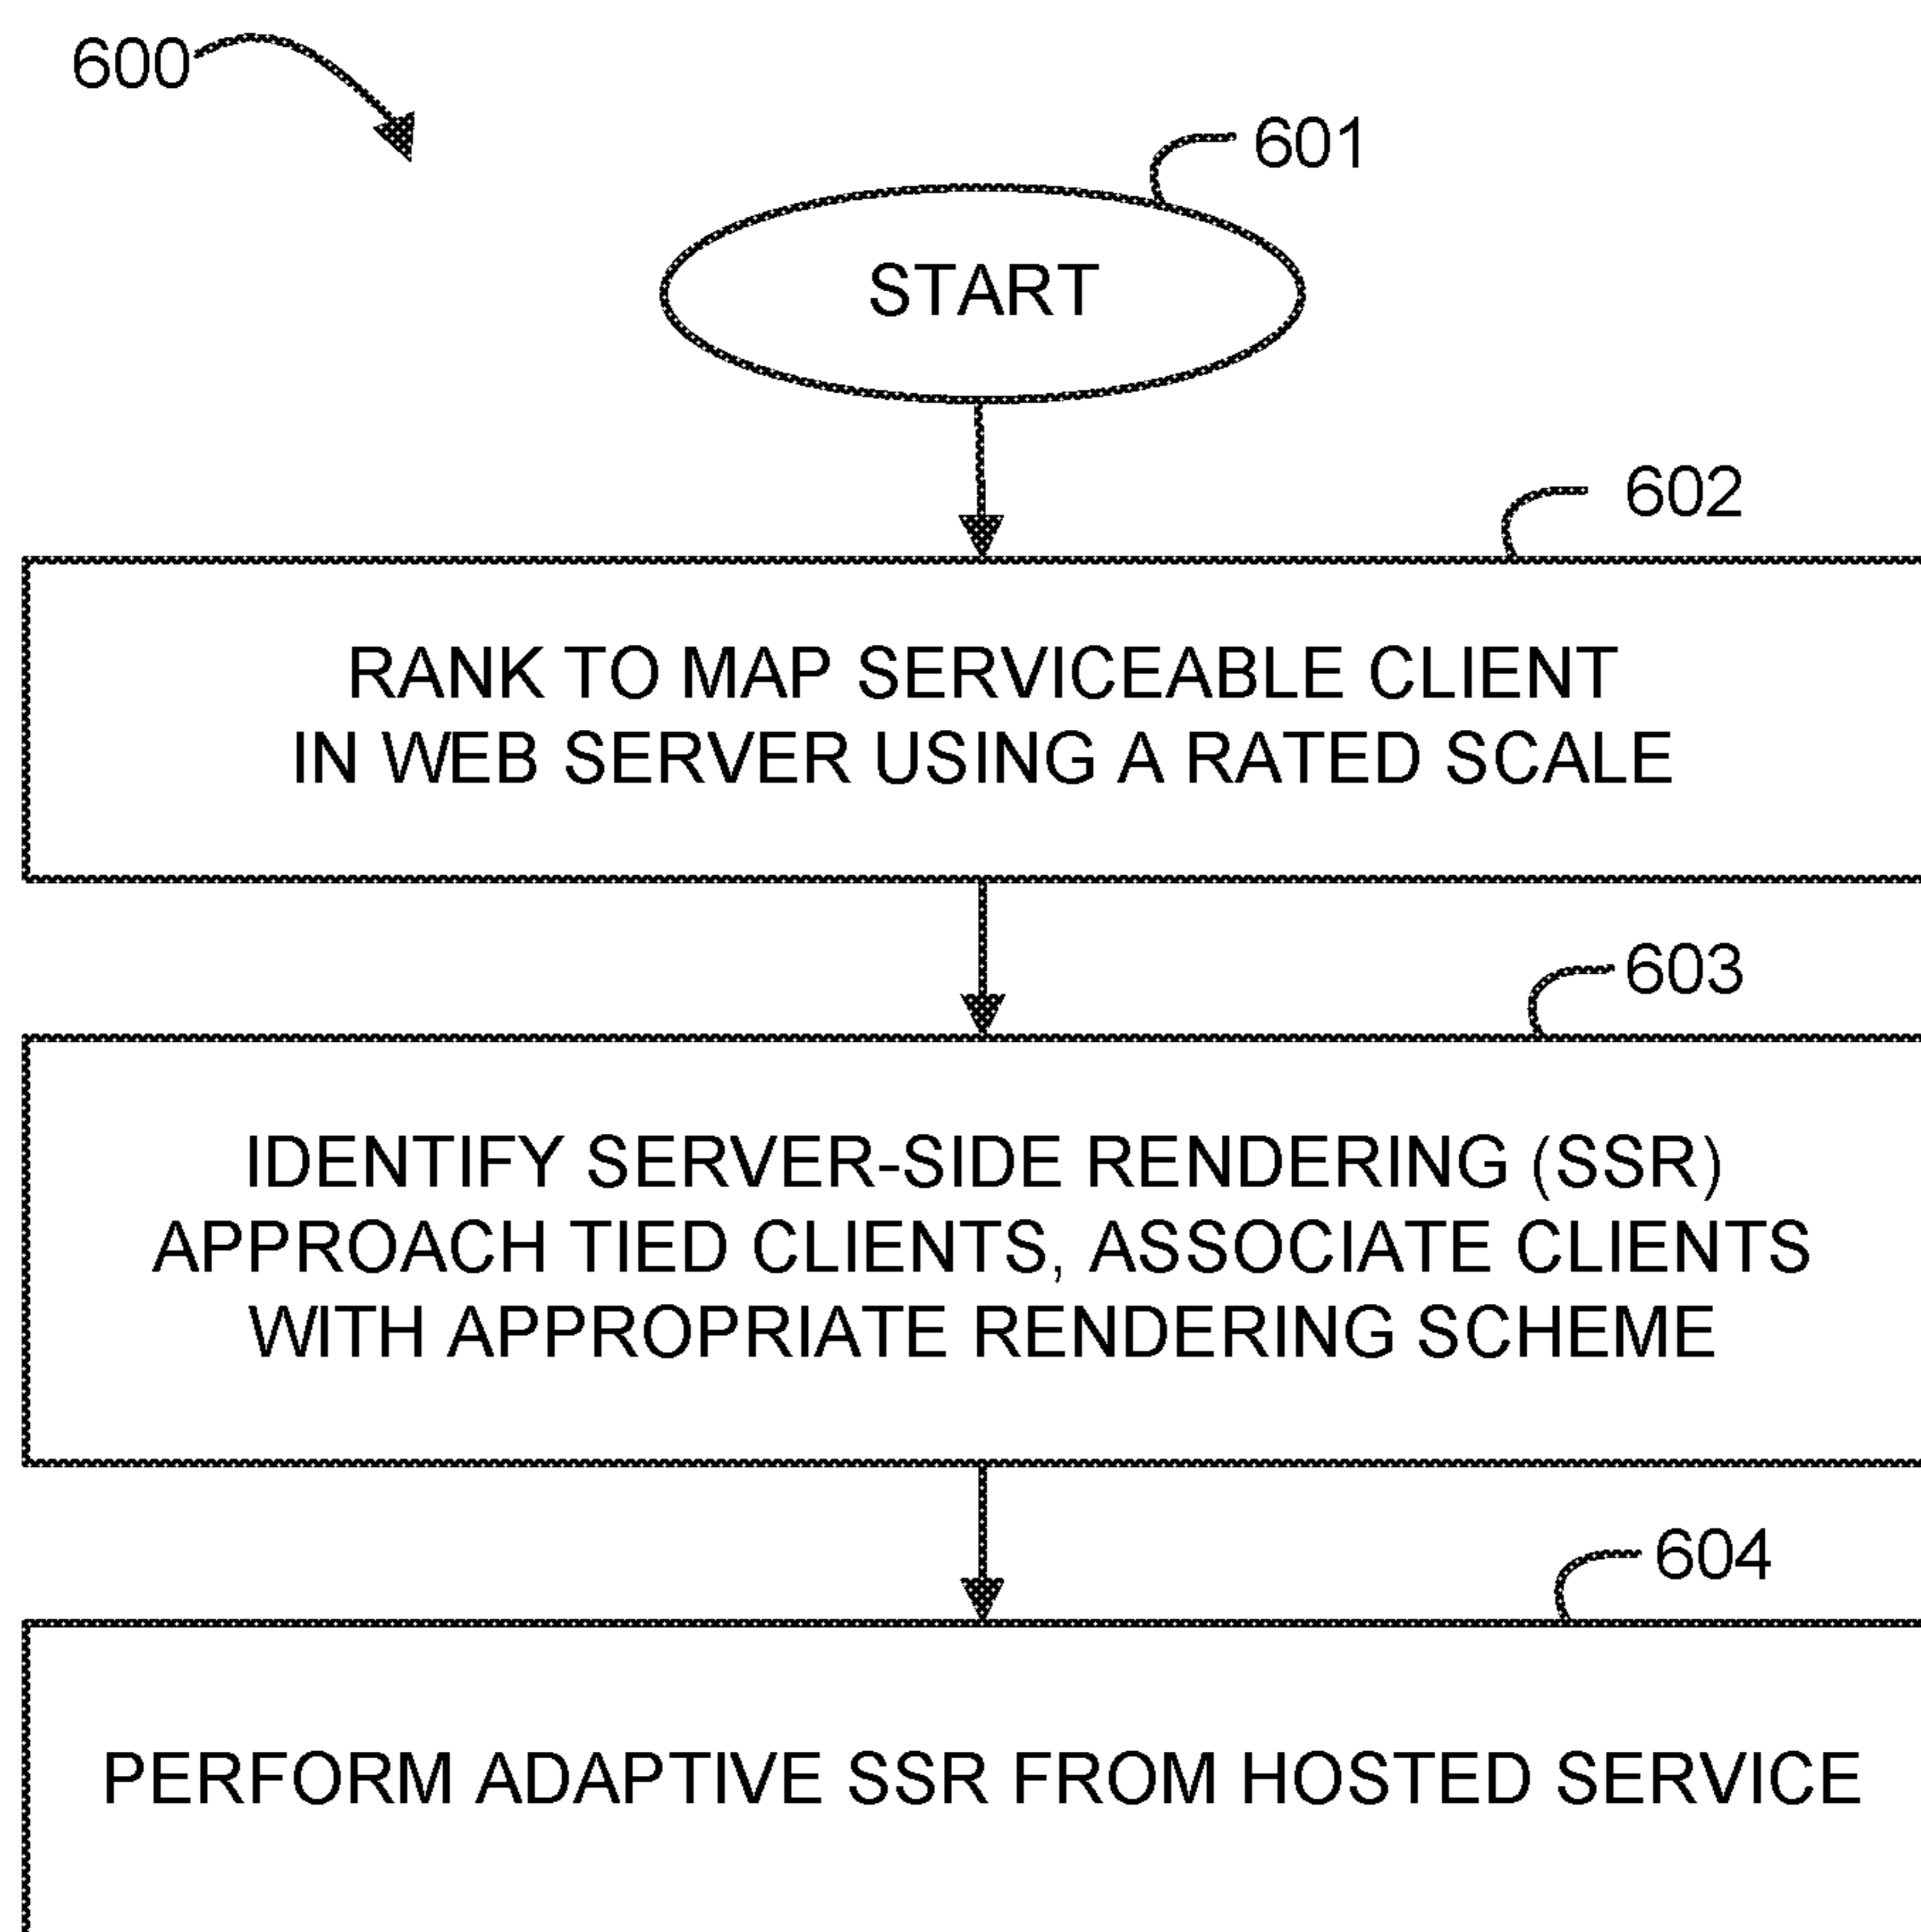 600
601
START
602
RANK TO MAP SERVICEABLE CLIENT
IN WEB SERVER USING A RATED SCALE
603
IDENTIFY SERVER-SIDE RENDERING (SSR)
APPROACH TIED CLIENTS, ASSOCIATE CLIENTS
WITH APPROPRIATE RENDERING SCHEME
604
PERFORM ADAPTIVE SSR FROM HOSTED SERVICE